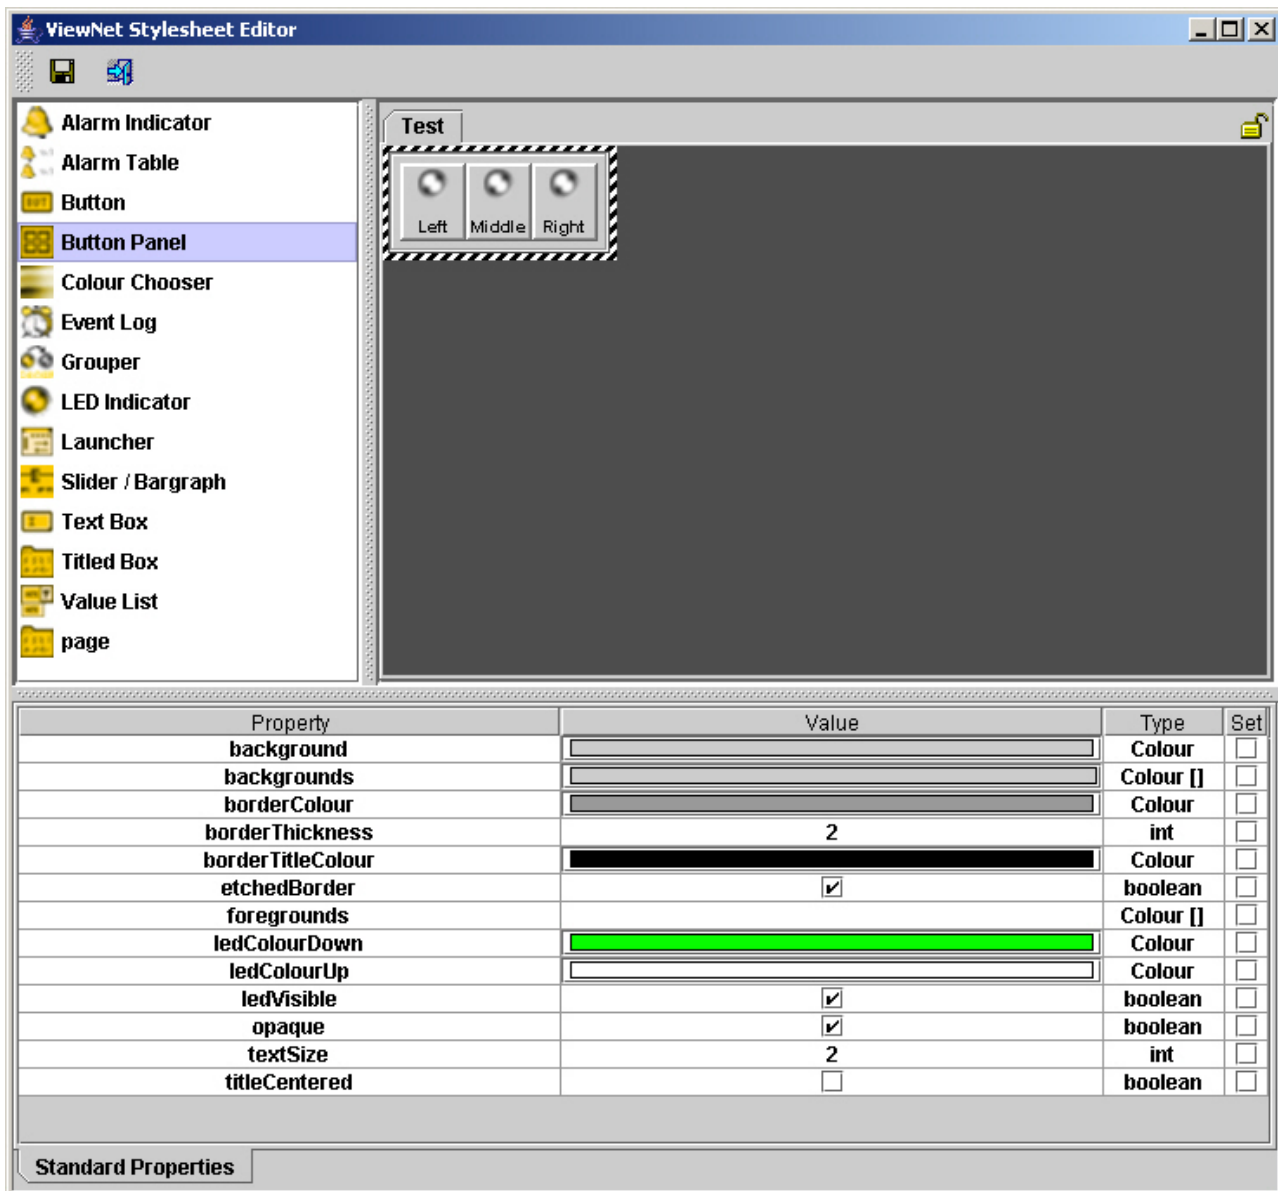 ViewNet Stylesheet Editor
Alarm Indicator
Alarm Table
Button
Button Panel
Colour Chooser
Event Log
Grouper
LED Indicator
Launcher
Slider / Bargraph
Text Box
Titled Box
Value List
page
Test
Left Middle Right
Property Value Type Set
background Colour
backgrounds Colour []
borderColour Colour
borderThickness 2 int
borderTitleColour Colour
etchedBorder boolean
foregrounds Colour []
ledColourDown Colour
ledColourUp Colour
ledVisible boolean
opaque boolean
textSize 2 int
titleCentered boolean
Standard Properties